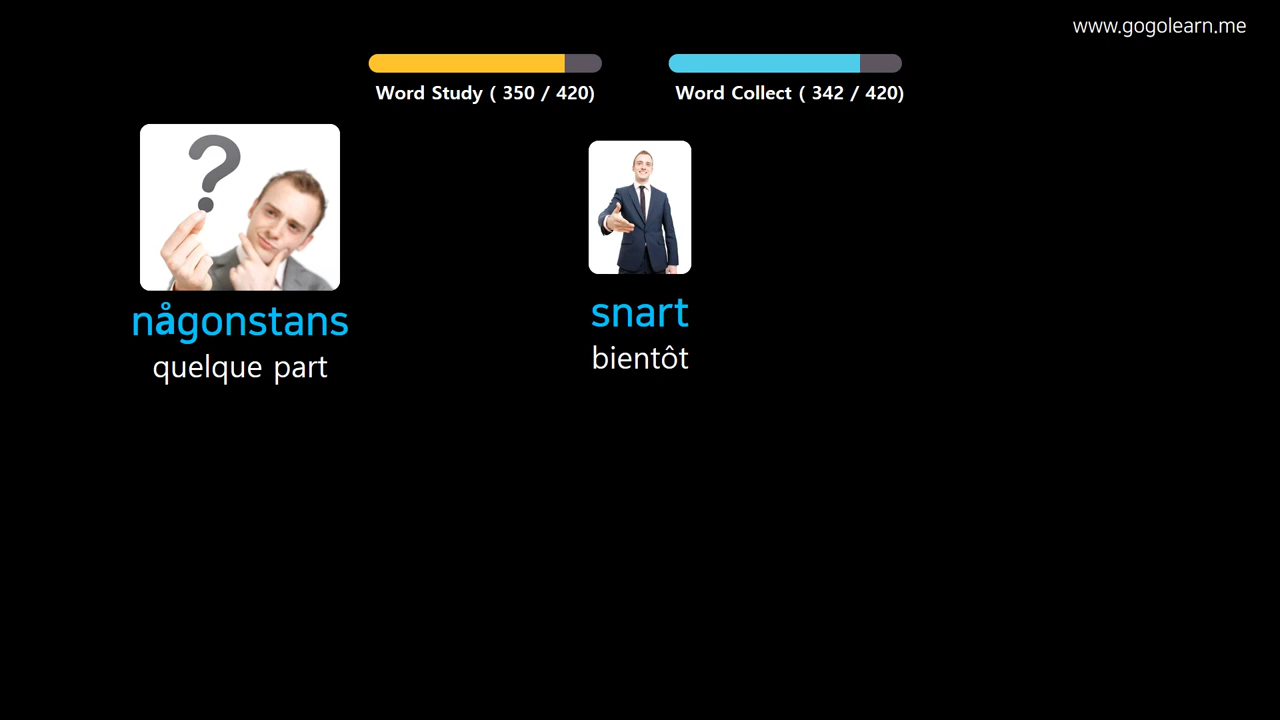 www.gogolearn.me
Word Study ( 350 / 420)
Word Collect ( 342 / 420)
någonstans
quelque part
snart
bientôt